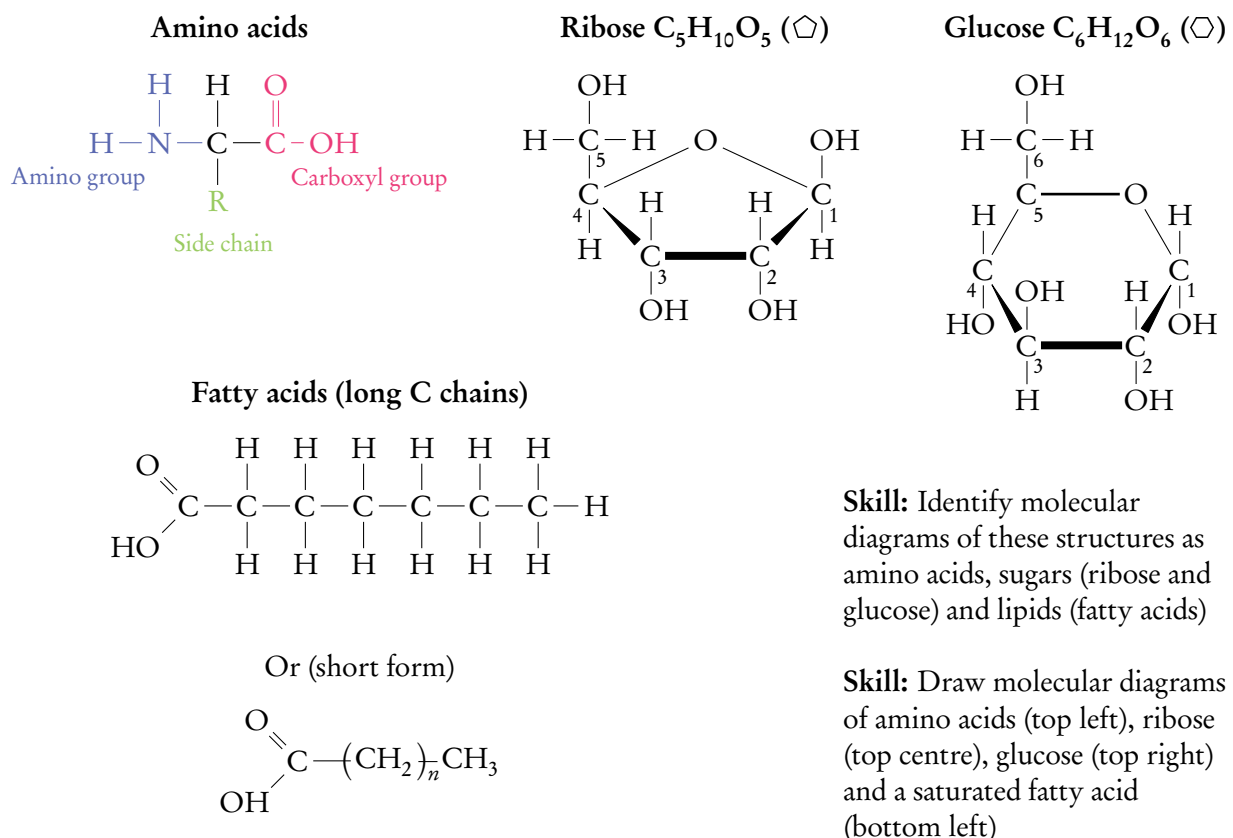 Amino acids
H H O
H N C C OH
Amino group Carboxyl group
R
Side chain
Ribose C5H10O5 (⬠)
OH
H C H O OH
5
C H H C
4 1
H C C H
3 2
OH OH
Glucose C6H12O6 (⬡)
OH
H C H
6
C O
H 5 H
C OH H C
4 1
HO C C OH
3 2
H OH
Fatty acids (long C chains)
H H H H H H
O
C C C C C C C H
HO
H H H H H H
Or (short form)
O
C (CH2)n CH3
OH
Skill: Identify molecular
diagrams of these structures as
amino acids, sugars (ribose and
glucose) and lipids (fatty acids)
Skill: Draw molecular diagrams
of amino acids (top left), ribose
(top centre), glucose (top right)
and a saturated fatty acid
(bottom left)